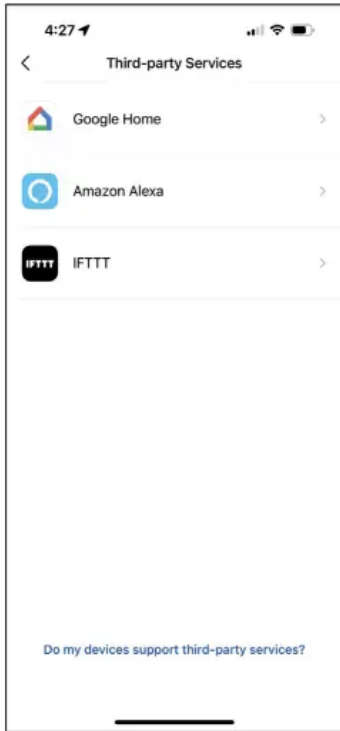 4:27
Third-party Services
Google Home
Amazon Alexa
IFTTT IFTTT
Do my devices support third-party services?